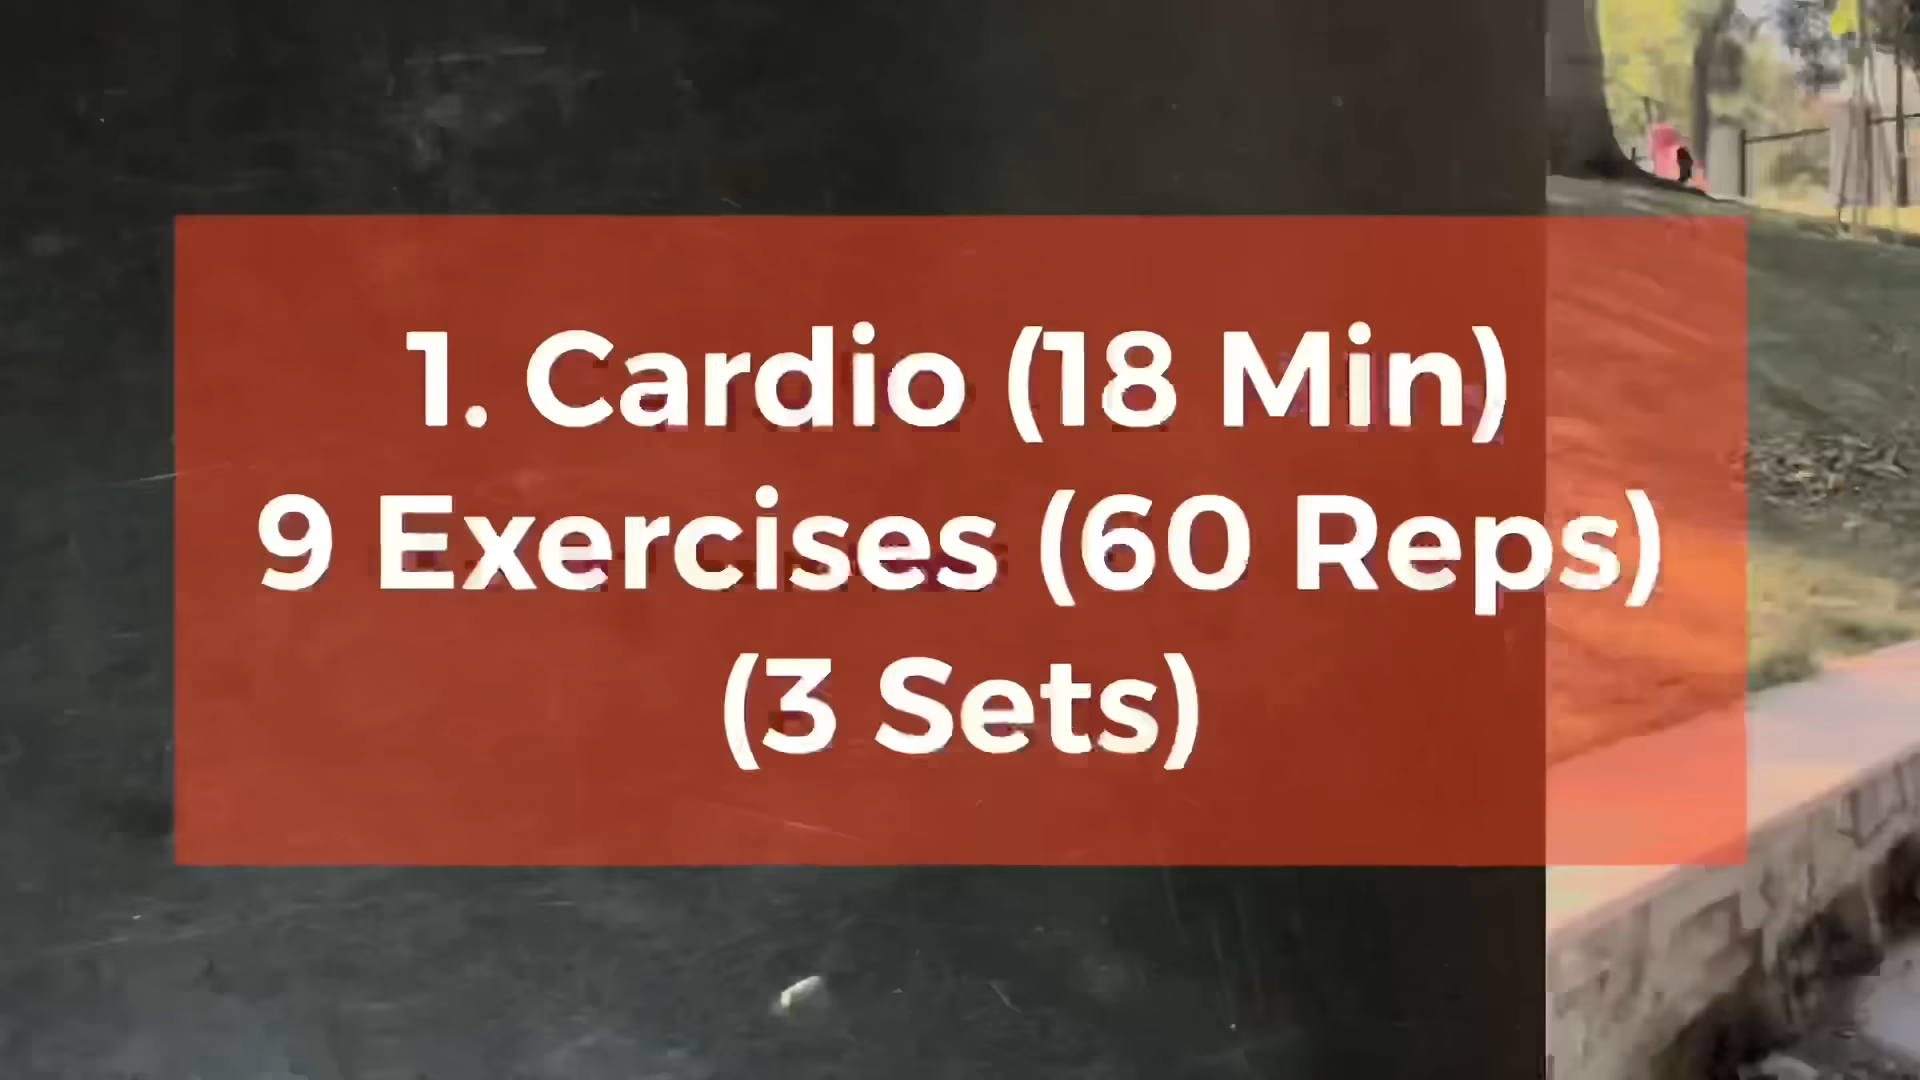 1. Cardio (18 Min)
9 Exercises (60 Reps)
(3 Sets)